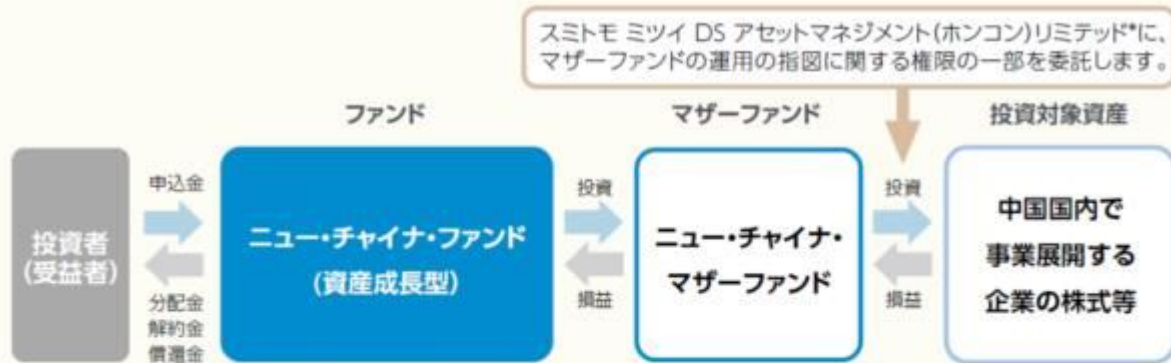 スミトモ ミツイ DS アセットマネジメント(ホンコン)リミテッド*に、
マザーファンドの運用の指図に関する権限の一部を委託します。
ファンド
マザーファンド
投資対象資産
投資者
(受益者)
申込金
分配金
解約金
償還金
ニュー・チャイナ・ファンド
(資産成長型)
投資
損益
ニュー・チャイナ・
マザーファンド
投資
損益
中国国内で
事業展開する
企業の株式等